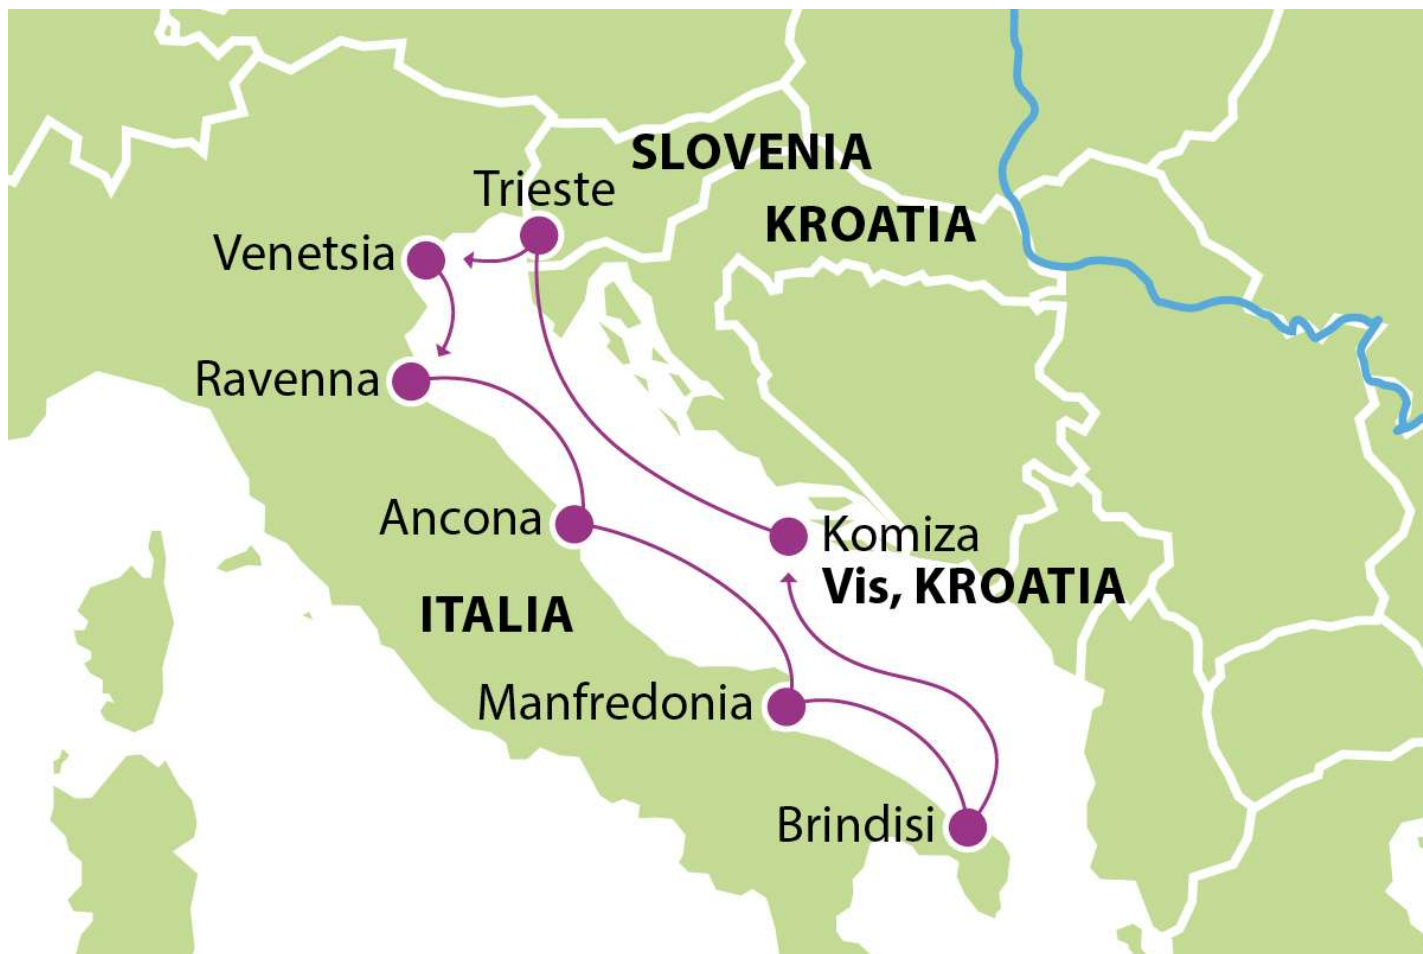 SLOVENIA
Trieste
KROATIA
Venetsia
Ravenna
Ancona
Komiza
Vis, KROATIA
ITALIA
Manfredonia
Brindisi